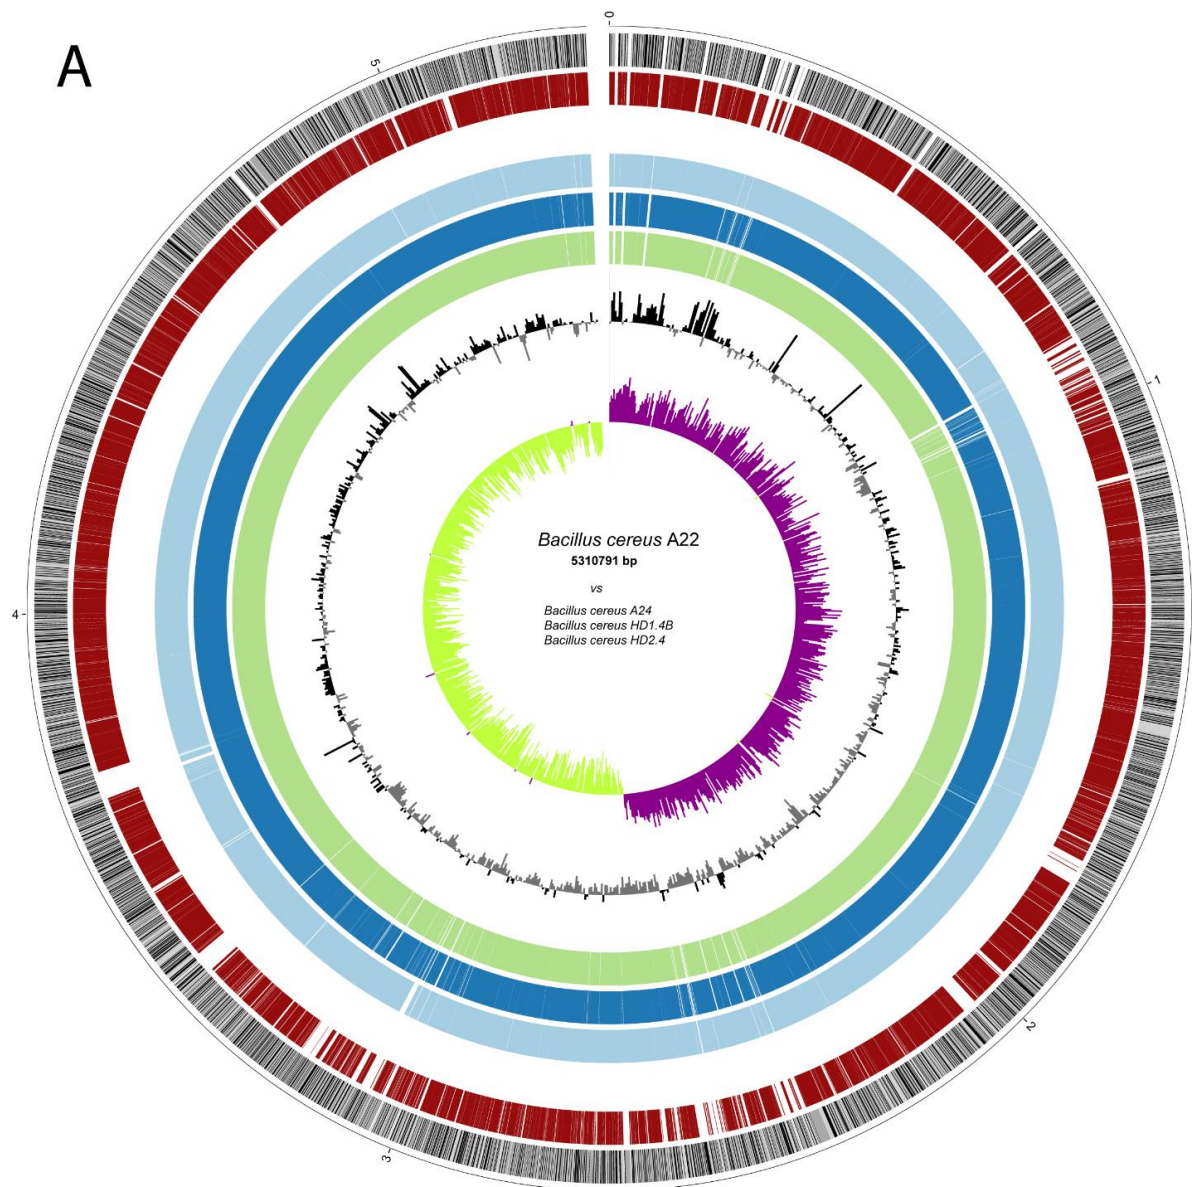 A
0
5
1
Bacillus cereus A22
5310791 bp
vs
Bacillus cereus A24
Bacillus cereus HD1.4B
Bacillus cereus HD2.4
4
2
3